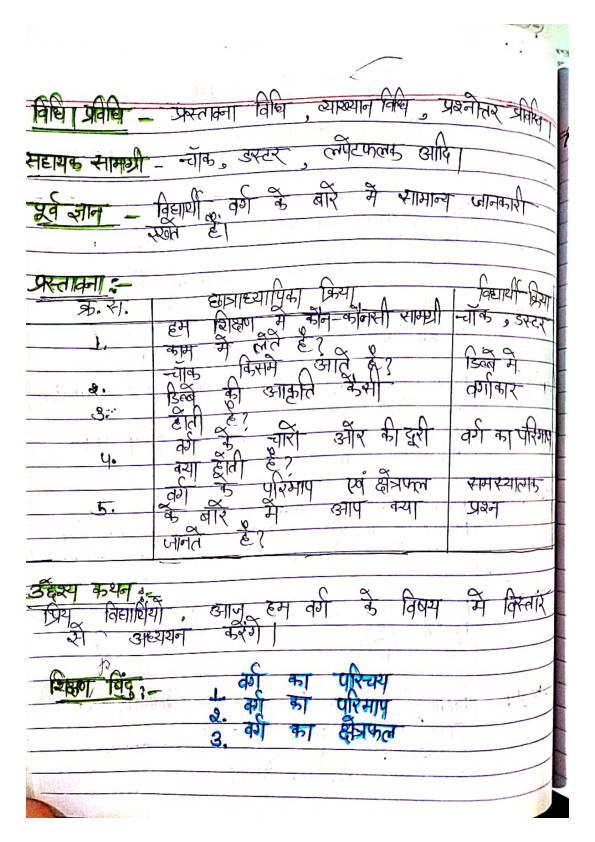 विधि / प्रविधि - प्रस्तावना विधि, व्याख्यान विधि, प्रश्नोत्तर प्रविधि।
सहायक सामग्री - चॉक, डस्टर, लपेटफलक आदि।
पूर्व ज्ञान - विद्यार्थी वर्ग के बारे में सामान्य जानकारी
रखते हैं।
प्रस्तावना :-
क्र. स. छात्राध्यापिका क्रिया विद्यार्थी क्रिया
1. हम शिक्षण में कौन-कौनसी सामग्री चॉक, डस्टर
काम में लेते है?
2. चॉक किसमे आते है? डिब्बे में
3. डिब्बे की आकृति कैसी वर्गाकार
होती है?
4. वर्ग के चारो ओर की दूरी वर्ग का परिमाप
क्या होती है?
5. वर्ग के परिमाप एवं क्षेत्रफल समस्यात्मक
के बारे में आप क्या प्रश्न
जानते है?
उद्देश्य कथन :-
प्रिय विद्यार्थियों, आज हम वर्ग के विषय में विस्तार
से अध्ययन करेंगे।
शिक्षण बिंदु :- 1. वर्ग का परिचय
2. वर्ग का परिमाप
3. वर्ग का क्षेत्रफल